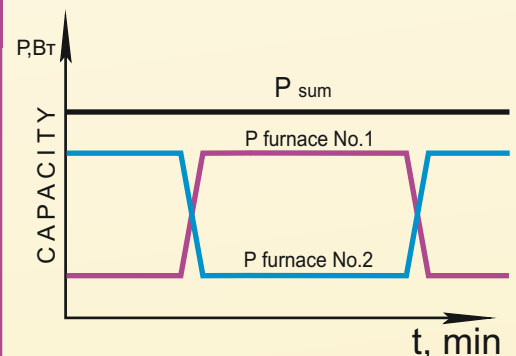 P,Вт
P sum
CAPACITY
P furnace No.1
P furnace No.2
t, min